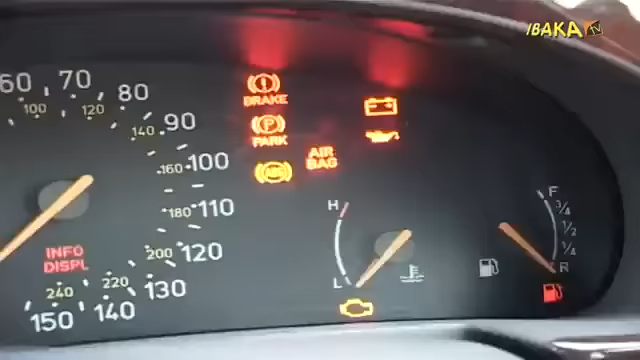 IBAKA TV
60 70 80 90 100 110 120 130 140 150
100 120 140 160 180 200 220 240
BRAKE
PARK
ABS
AIR
BAG
INFO
DISPL
H
L
F
3/4
1/2
1/4
R